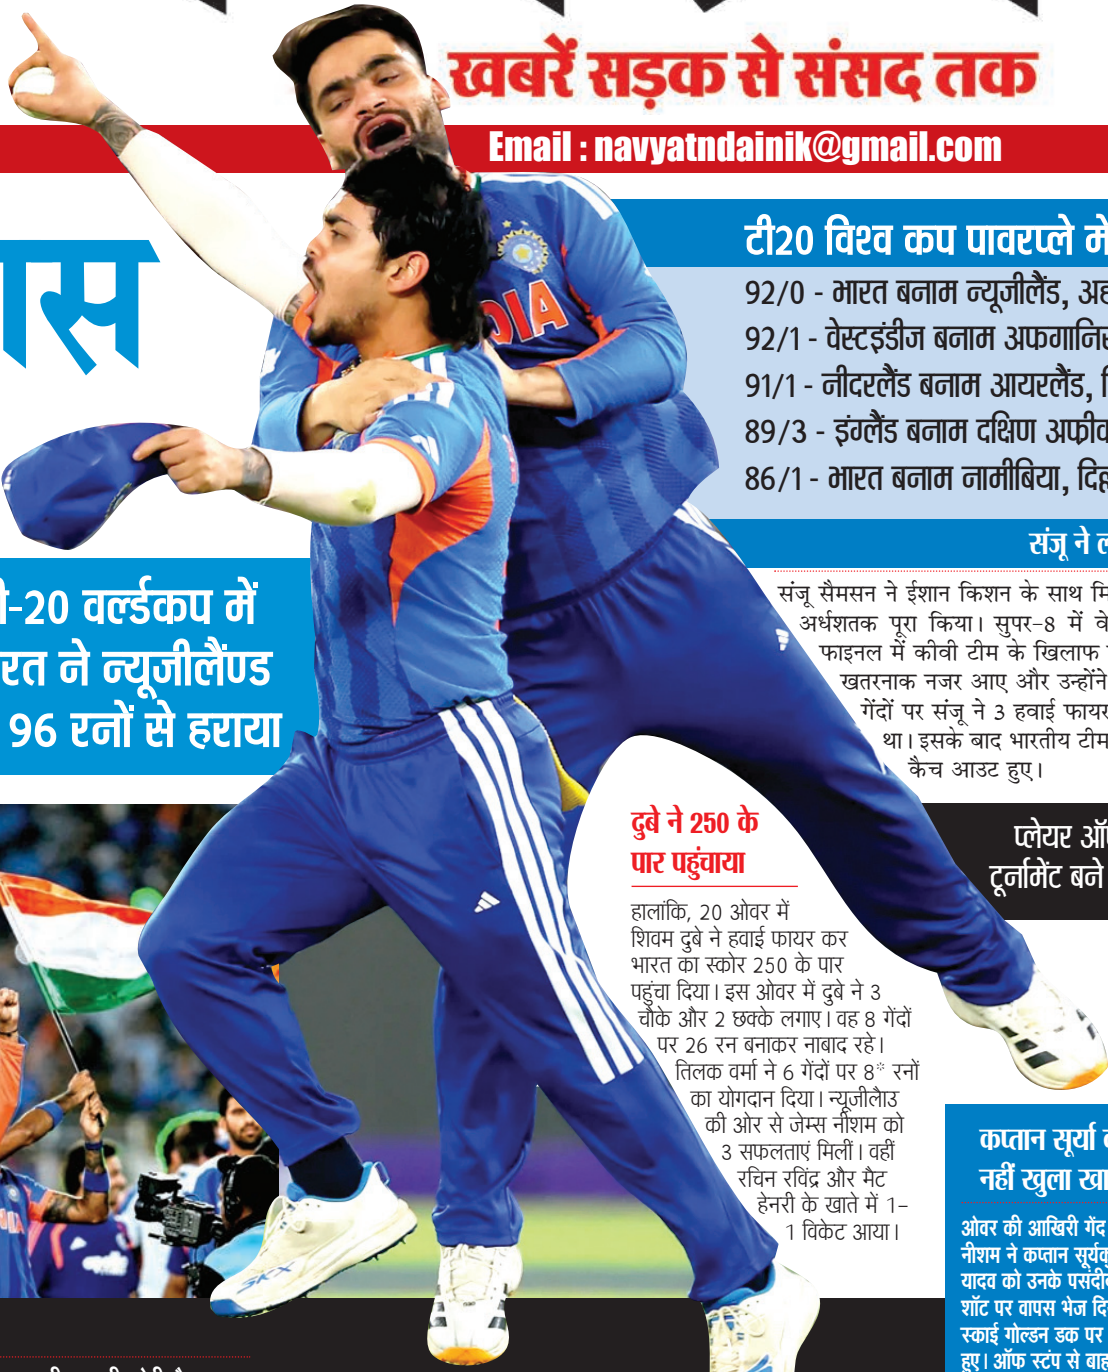 खबरें सड़क से संसद तक
Email : navyatndainik@gmail.com
टी20 विश्व कप पावरप्ले में
92/0 - भारत बनाम न्यूजीलैंड,
92/1 - वेस्टइंडीज बनाम
91/1 - नीदरलैंड बनाम आयरलैंड,
89/3 - इंग्लैंड बनाम दक्षिण
86/1 - भारत बनाम नामीबिया,
संजू ने
संजू सैमसन ने ईशान किशन के साथ
अर्धशतक पूरा किया। सुपर-8 में
फाइनल में कीवी टीम के खिलाफ
खतरनाक नजर आए और उन्होंने
गेंदों पर संजू ने 3 हवाई
था। इसके बाद भारतीय टीम
कैच आउट हुए।
वर्ल्डकप में
ने न्यूजीलैंण्ड
96 रनों से हराया
प्लेयर
टूर्नामेंट बने
दुबे ने 250 के
पार पहुंचाया
हालांकि, 20 ओवर में
शिवम दुबे ने हवाई फायर कर
भारत का स्कोर 250 के पार
पहुंचा दिया। इस ओवर में दुबे ने 3
चौके और 2 छक्के लगाए। वह 8 गेंदों
पर 26 रन बनाकर नाबाद रहे।
तिलक वर्मा ने 6 गेंदों पर 8* रनों
का योगदान दिया। न्यूजीलैाउ
की ओर से जेम्स नीशम को
3 सफलताएं मिलीं। वहीं
रचिन रविंद्र और मैट
हेनरी के खाते में 1-
1 विकेट आया।
कप्तान सूर्या
नहीं खुला
ओवर की आखिरी गेंद
नीशम ने कप्तान
यादव को उनके
शॉट पर वापस भेज
स्काई गोल्डन डक पर
हुए। ऑफ स्टंप से